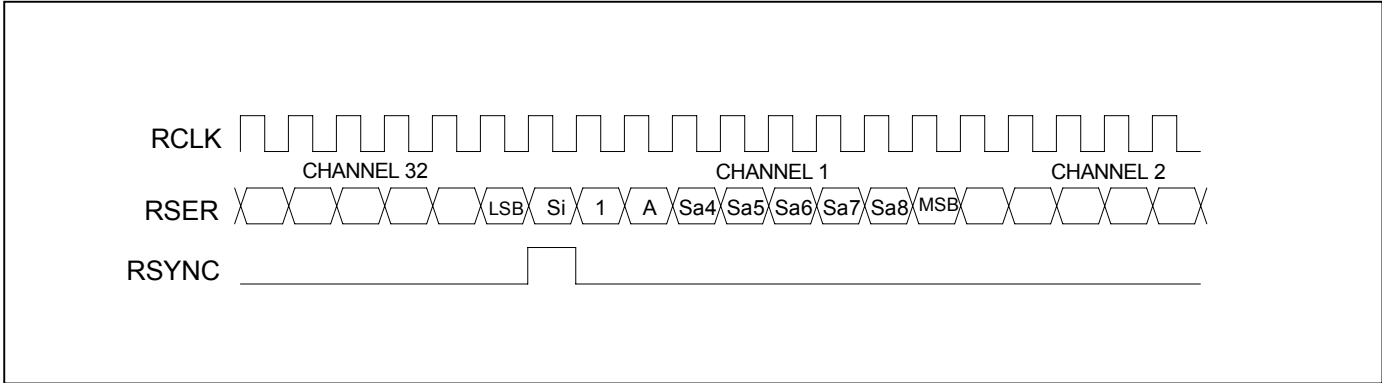 RCLK
CHANNEL 32 CHANNEL 1 CHANNEL 2
RSER LSB Si 1 A Sa4 Sa5 Sa6 Sa7 Sa8 MSB
RSYNC